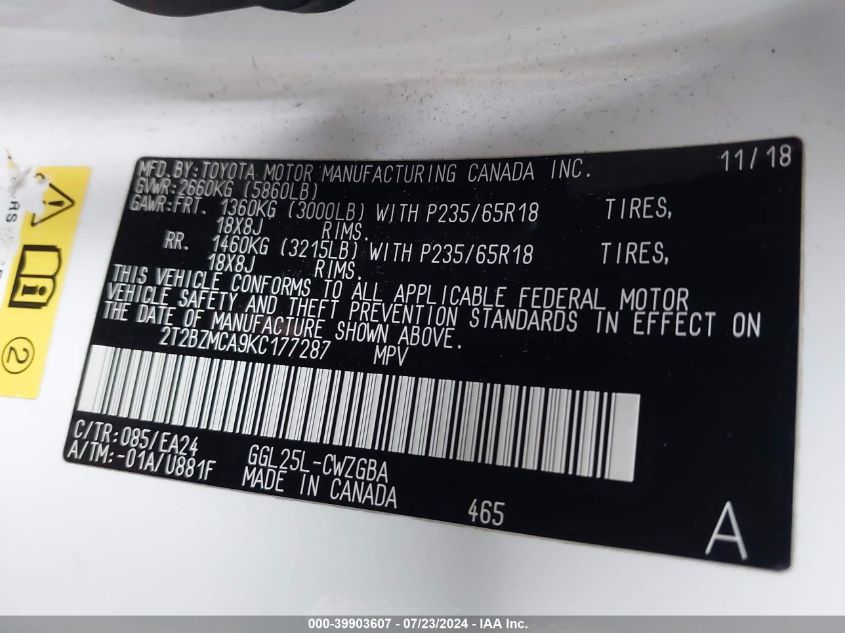 MFD.BY:TOYOTA MOTOR MANUFACTURING CANADA INC. 11/18
GVWR:2660KG (5860LB)
GAWR:FRT. 1360KG (3000LB) WITH P235/65R18 TIRES,
18X8J RIMS.
RR. 1460KG (3215LB) WITH P235/65R18 TIRES,
18X8J RIMS.
THIS VEHICLE CONFORMS TO ALL APPLICABLE FEDERAL MOTOR
VEHICLE SAFETY AND THEFT PREVENTION STANDARDS IN EFFECT ON
THE DATE OF MANUFACTURE SHOWN ABOVE.
2T2BZMCA9KC177287 MPV
C/TR:085/EA24
A/TM:-01A/U881F
GGL25L-CWZGBA
MADE IN CANADA
465
A
2
000-39903607 - 07/23/2024 - IAA Inc.